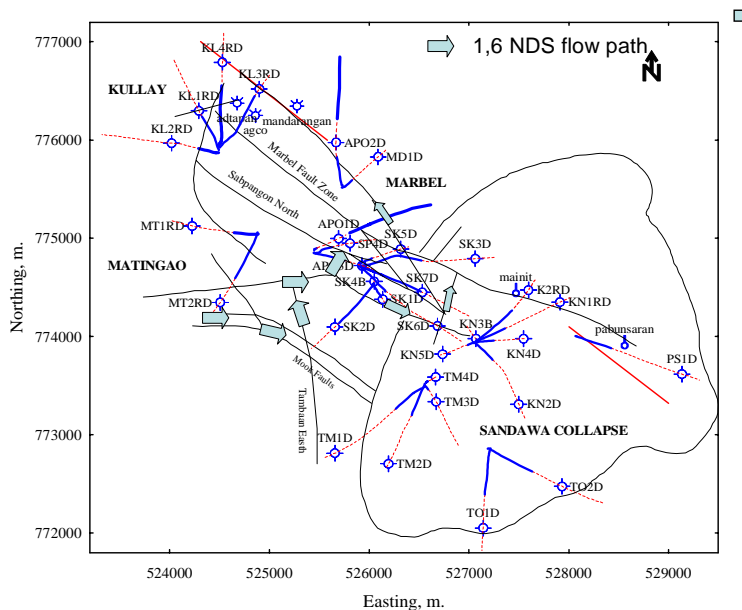 777000
776000
775000
774000
773000
772000
Northing, m.
524000
525000
526000
527000
528000
529000
Easting, m.
1,6 NDS flow path
N
KL4RD
KL3RD
KULLAY
KL1RD
adtapan
agco
mandarangan
KL2RD
APO2D
MD1D
Marbel Fault Zone
MARBEL
Sabpangon North
MT1RD
APO1D
SP4D
SK5D
SK3D
MATINGAO
SK4B
SK7D
mainit
K2RD
KN1RD
MT2RD
SK1D
SK2D
SK6D
KN3B
pabunsaran
KN5D
KN4D
PS1D
Mook Faults
TM4D
TM3D
KN2D
Tambaan Easth
SANDAWA COLLAPSE
TM1D
TM2D
TO2D
TO1D